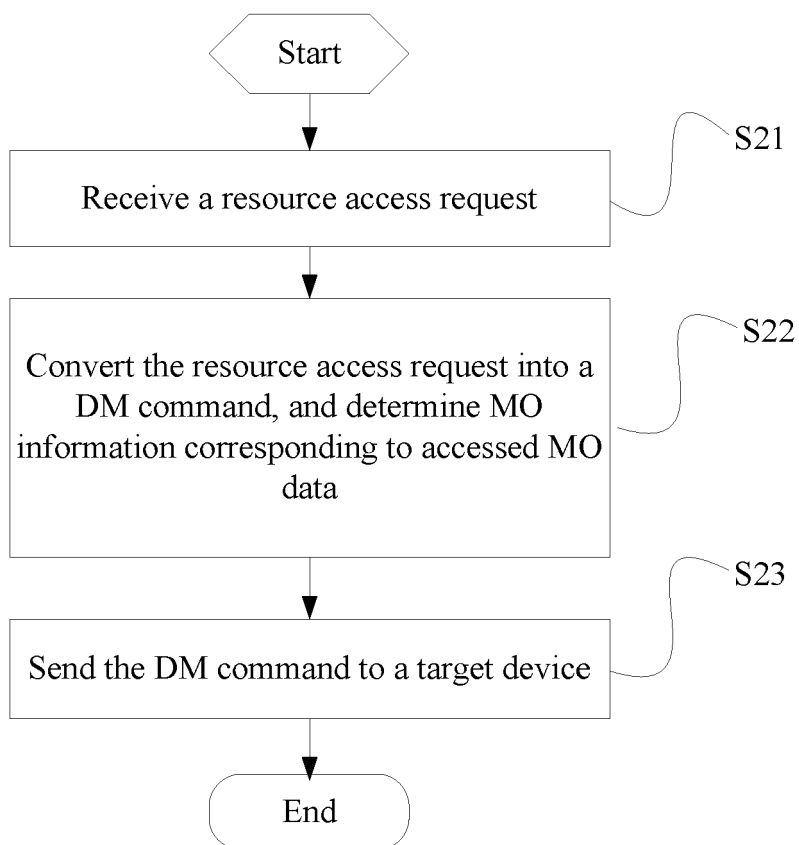 Start
S21
Receive a resource access request
S22
Convert the resource access request into a
DM command, and determine MO
information corresponding to accessed MO
data
S23
Send the DM command to a target device
End